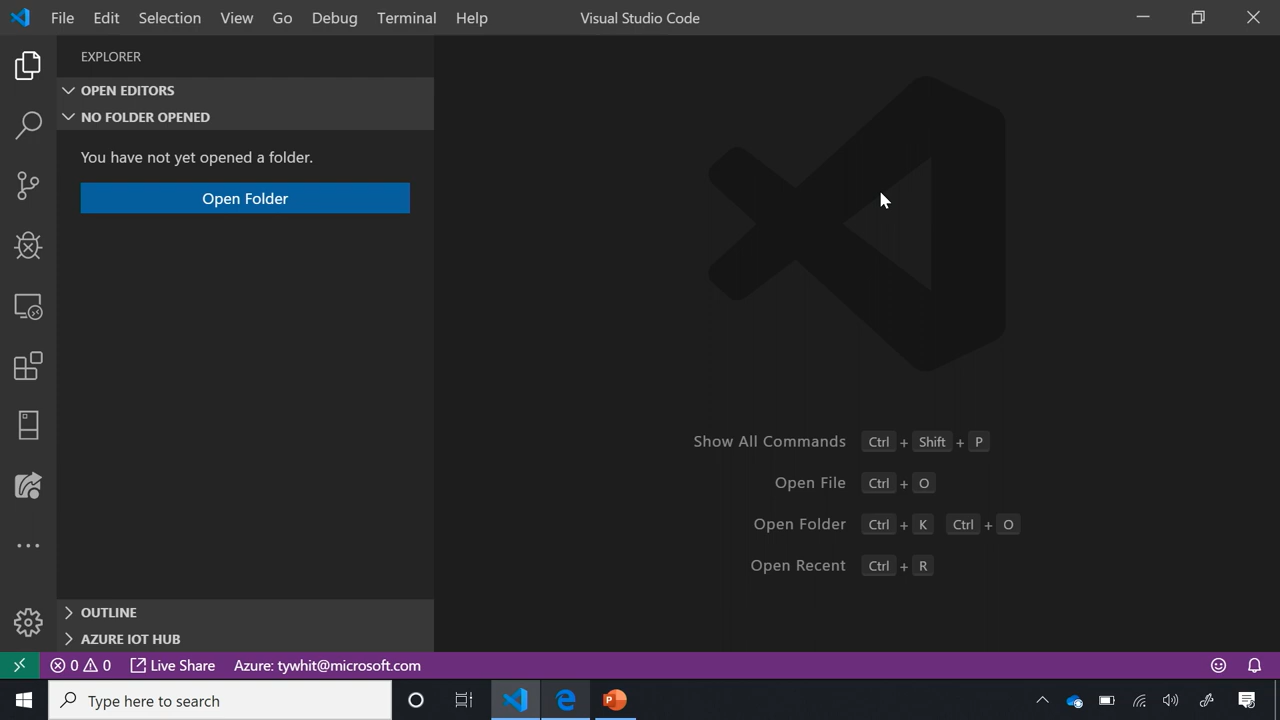 File Edit Selection View Go Debug Terminal Help Visual Studio Code
EXPLORER
OPEN EDITORS
NO FOLDER OPENED
You have not yet opened a folder.
Open Folder
Show All Commands Ctrl + Shift + P
Open File Ctrl + O
Open Folder Ctrl + K Ctrl + O
Open Recent Ctrl + R
OUTLINE
AZURE IOT HUB
0 0 Live Share Azure: tywhit@microsoft.com
Type here to search